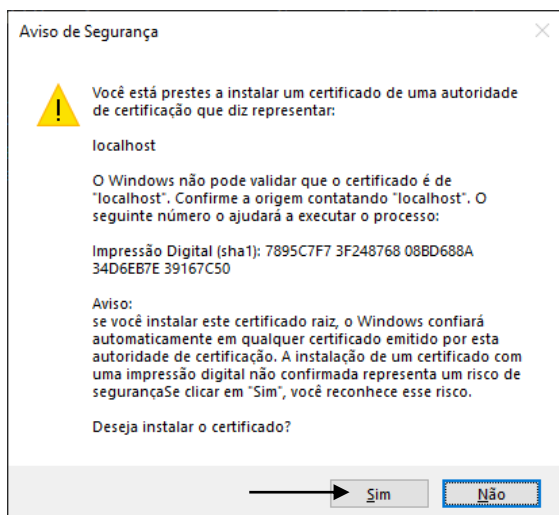 Aviso de Segurança
Você está prestes a instalar um certificado de uma autoridade
de certificação que diz representar:
localhost
O Windows não pode validar que o certificado é de
"localhost". Confirme a origem contatando "localhost". O
seguinte número o ajudará a executar o processo:
Impressão Digital (sha1): 7895C7F7 3F248768 08BD688A
34D6EB7E 39167C50
Aviso:
se você instalar este certificado raiz, o Windows confiará
automaticamente em qualquer certificado emitido por esta
autoridade de certificação. A instalação de um certificado com
uma impressão digital não confirmada representa um risco de
segurançaSe clicar em "Sim", você reconhece esse risco.
Deseja instalar o certificado?
Sim Não